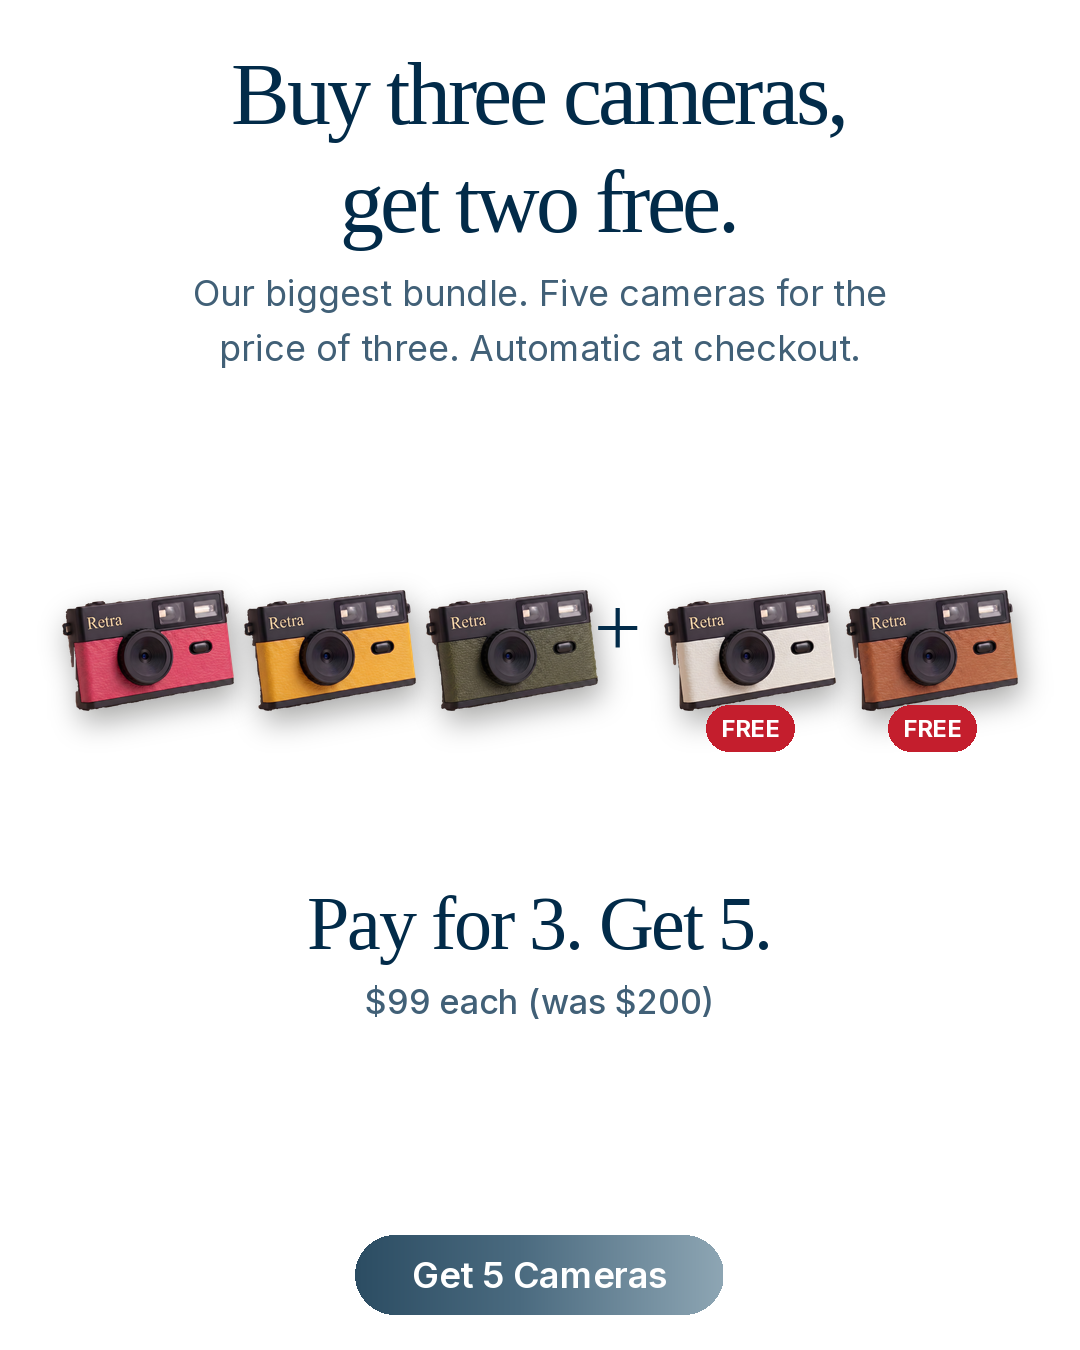 Buy three cameras,
get two free.
Our biggest bundle. Five cameras for the
price of three. Automatic at checkout.
Retra Retra Retra + Retra Retra
FREE FREE
Pay for 3. Get 5.
$99 each (was $200)
Get 5 Cameras